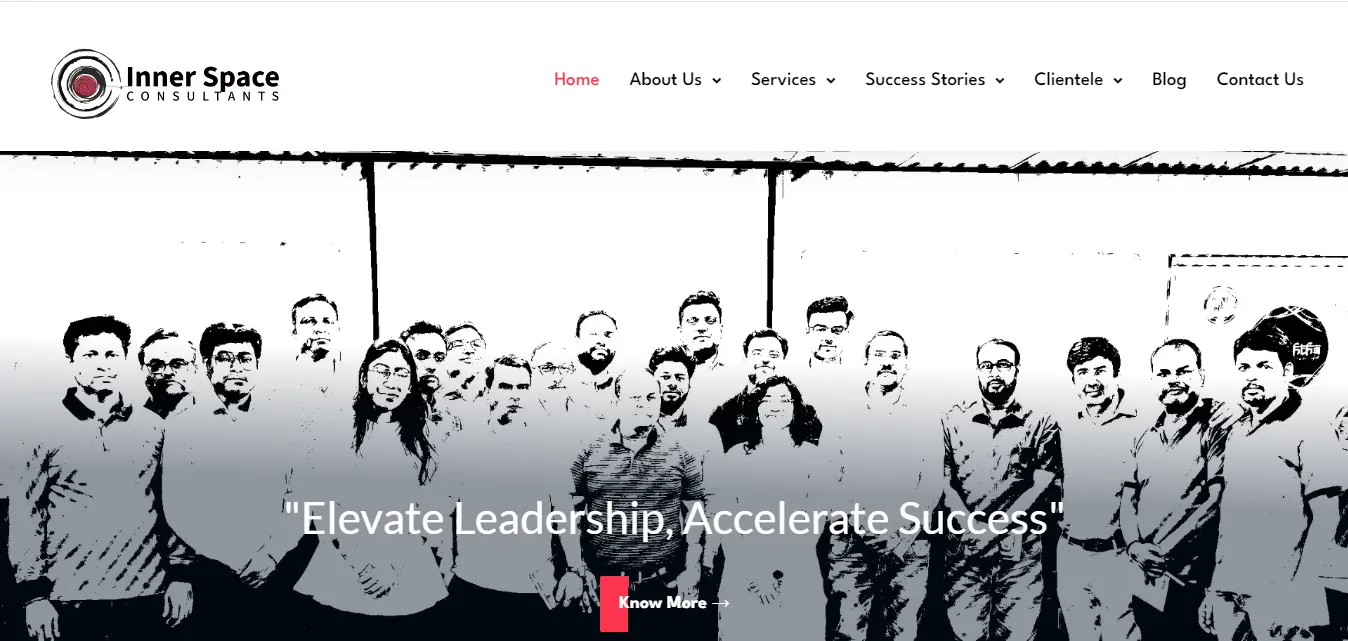 Inner Space
CONSULTANTS
Home About Us Services Success Stories Clientele Blog Contact Us
"Elevate Leadership, Accelerate Success"
Know More →